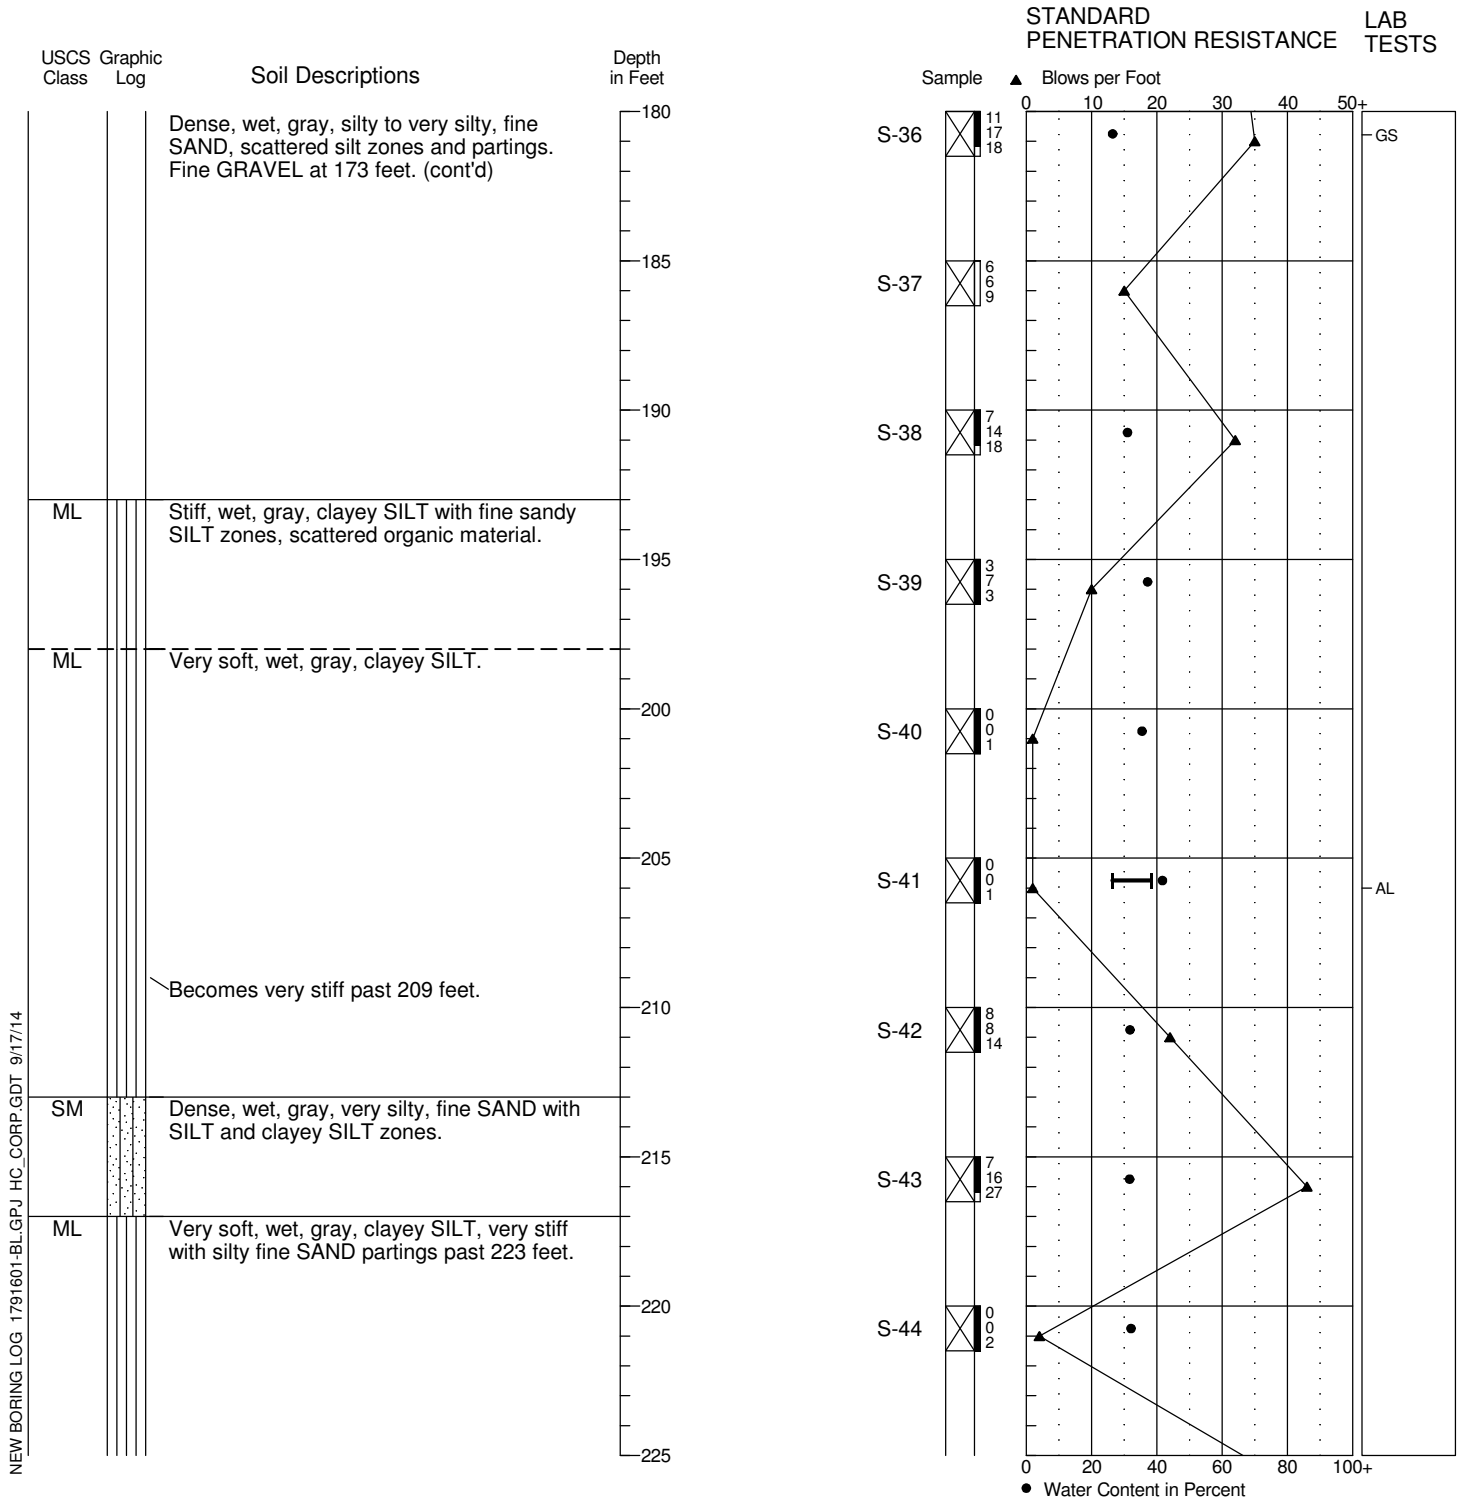 STANDARD
PENETRATION RESISTANCE
LAB
TESTS
USCS Graphic
Class Log
Soil Descriptions
Depth
in Feet
Sample
▲ Blows per Foot
0 10 20 30 40 50+
Dense, wet, gray, silty to very silty, fine
SAND, scattered silt zones and partings.
Fine GRAVEL at 173 feet. (cont'd)
180
S-36
11
17
18
GS
185
S-37
6
6
9
190
S-38
7
14
18
ML
Stiff, wet, gray, clayey SILT with fine sandy
SILT zones, scattered organic material.
195
S-39
3
7
3
ML
Very soft, wet, gray, clayey SILT.
200
S-40
0
0
1
205
S-41
0
0
1
AL
Becomes very stiff past 209 feet.
210
S-42
8
8
14
SM
Dense, wet, gray, very silty, fine SAND with
SILT and clayey SILT zones.
215
S-43
7
16
27
ML
Very soft, wet, gray, clayey SILT, very stiff
with silty fine SAND partings past 223 feet.
220
S-44
0
0
2
225
0 20 40 60 80 100+
● Water Content in Percent
NEW BORING LOG 1791601-BL.GPJ HC_CORP.GDT 9/17/14